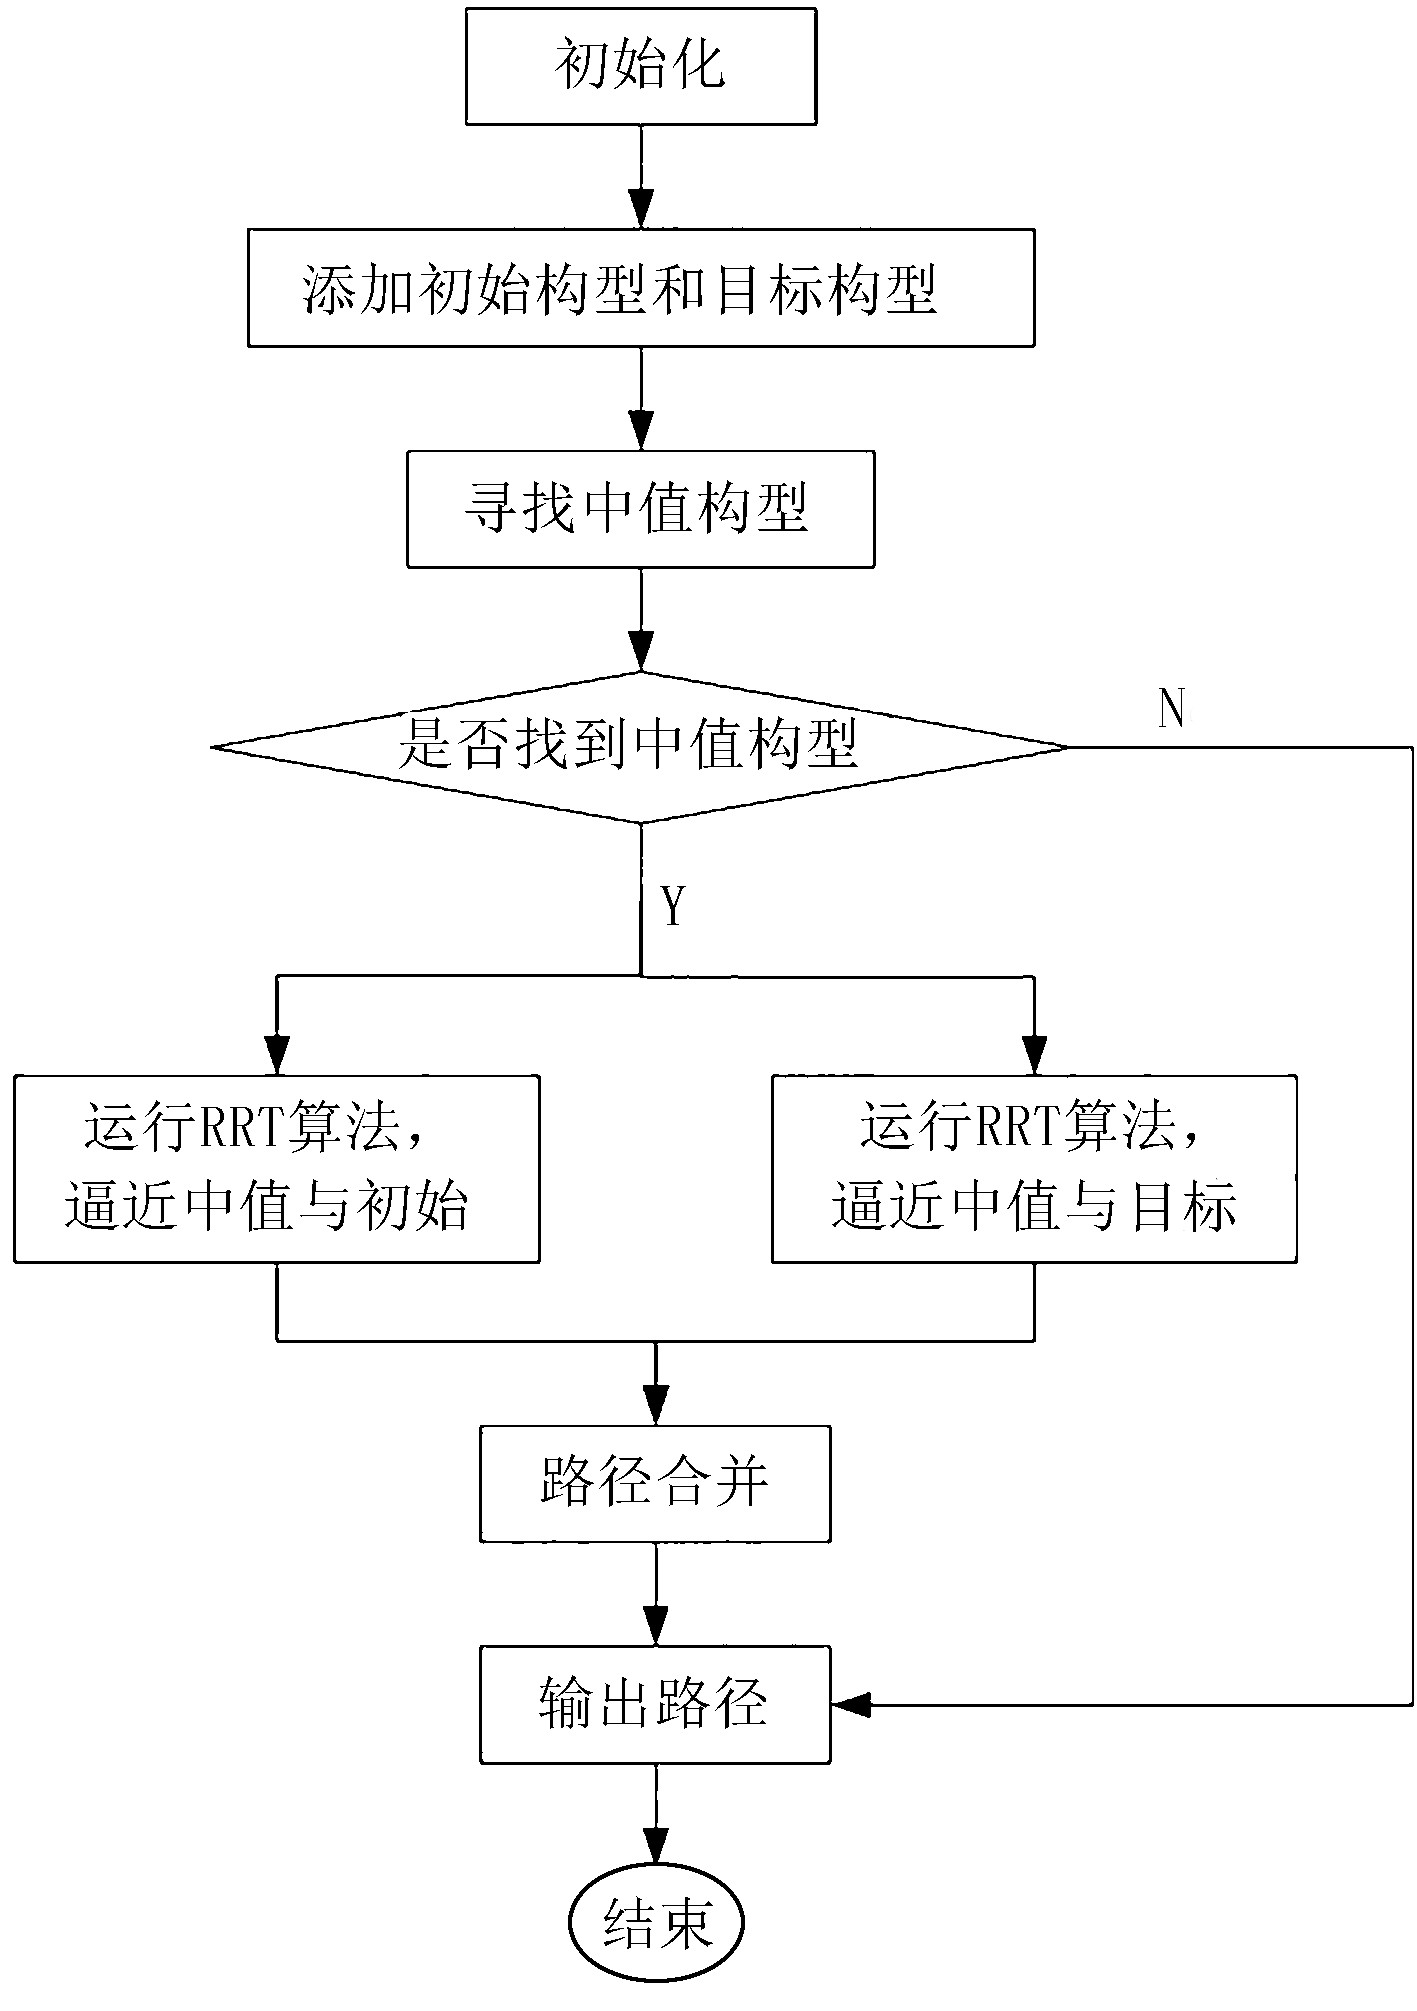 初始化
添加初始构型和目标构型
寻找中值构型
是否找到中值构型
N
Y
运行RRT算法，
逼近中值与初始
运行RRT算法，
逼近中值与目标
路径合并
输出路径
结束